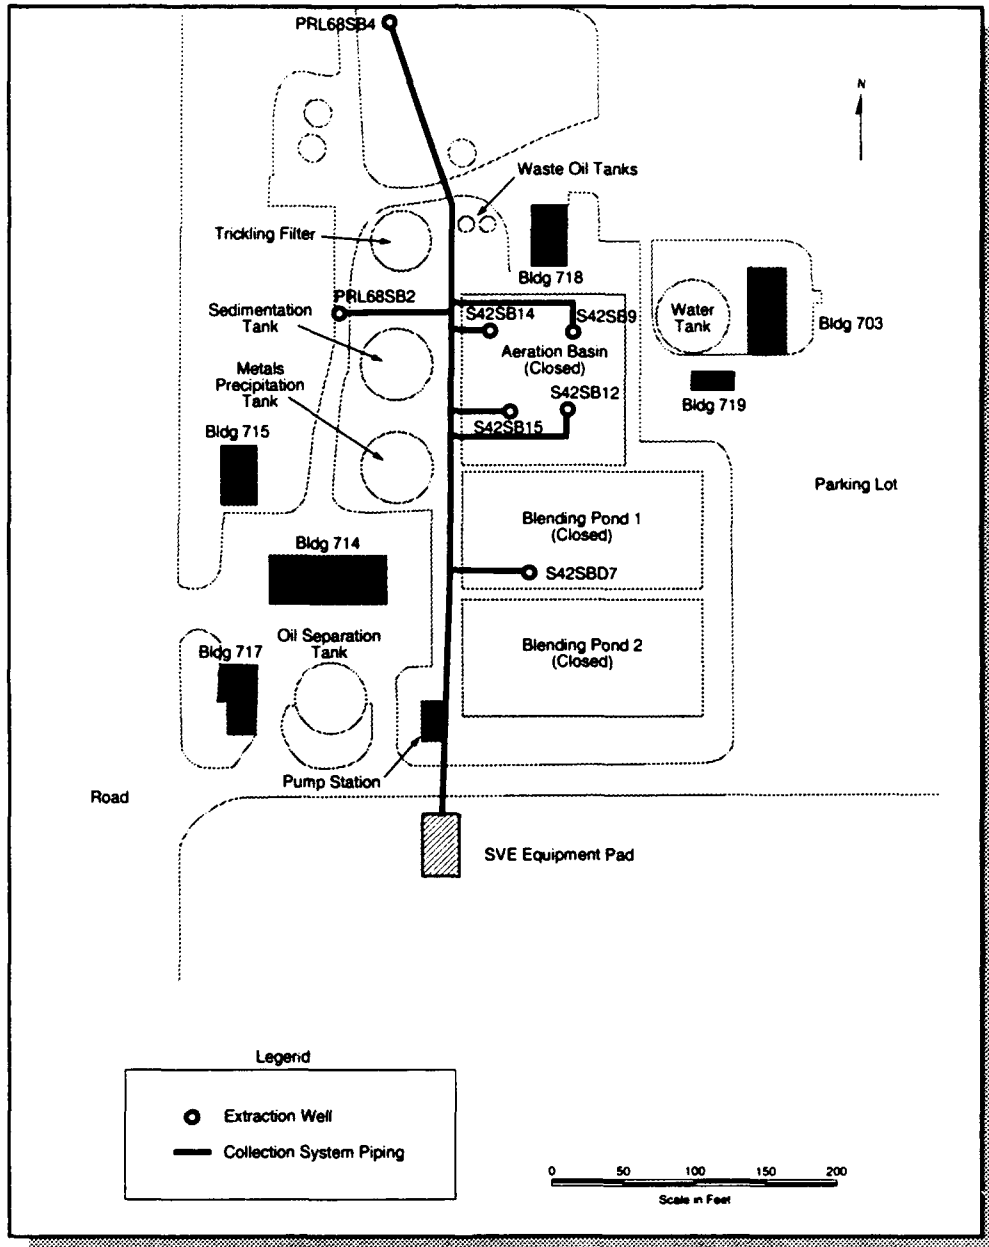 PRL68SB4
N
Waste Oil Tanks
Trickling Filter
Bldg 718
PRL68SB2
Sedimentation
Tank
S42SB14
S42SB9
Water
Tank
Bldg 703
Aeration Basin
(Closed)
Metals
Precipitation
Tank
S42SB12
Bldg 719
S42SB15
Bldg 715
Parking Lot
Blending Pond 1
(Closed)
Bldg 714
S42SBD7
Oil Separation
Tank
Bldg 717
Blending Pond 2
(Closed)
Pump Station
Road
SVE Equipment Pad
Legend
Extraction Well
Collection System Piping
0 50 100 150 200
Scale in Feet